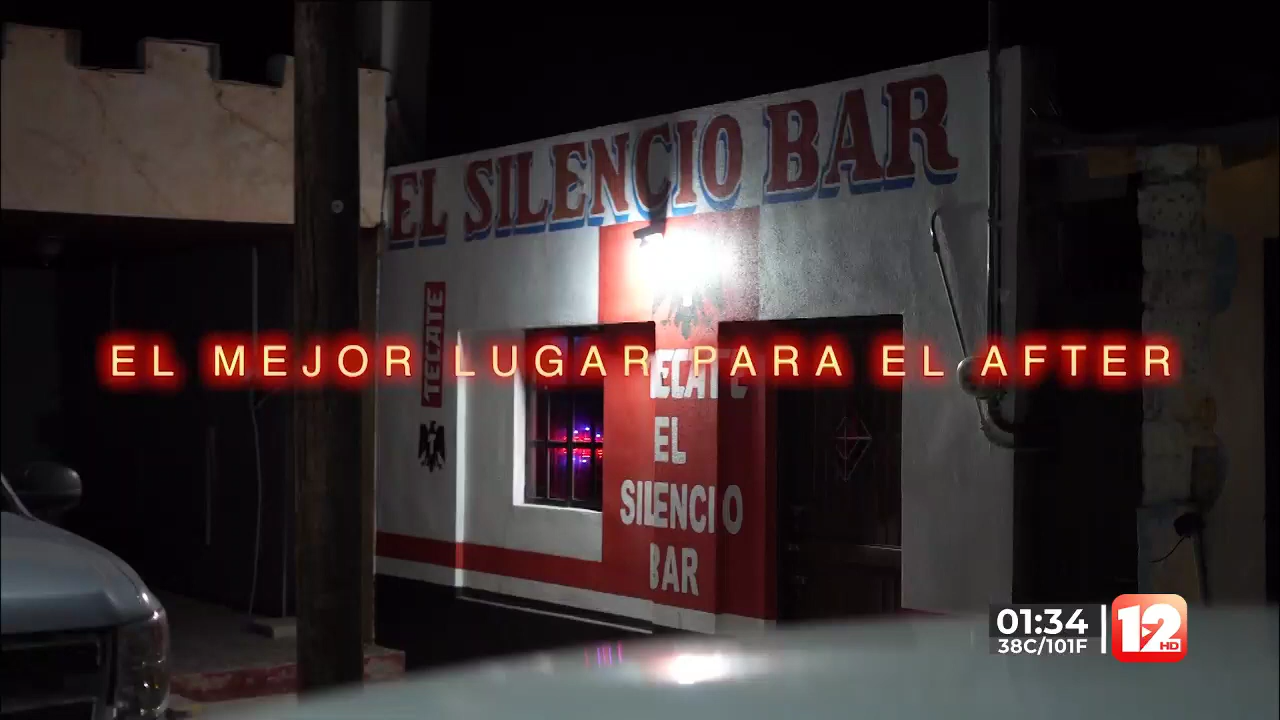 EL SILENCIO BAR
TECATE
EL MEJOR LUGAR PARA EL AFTER
TECATE
EL
SILENCIO
BAR
01:34
38C/101F
12
HD